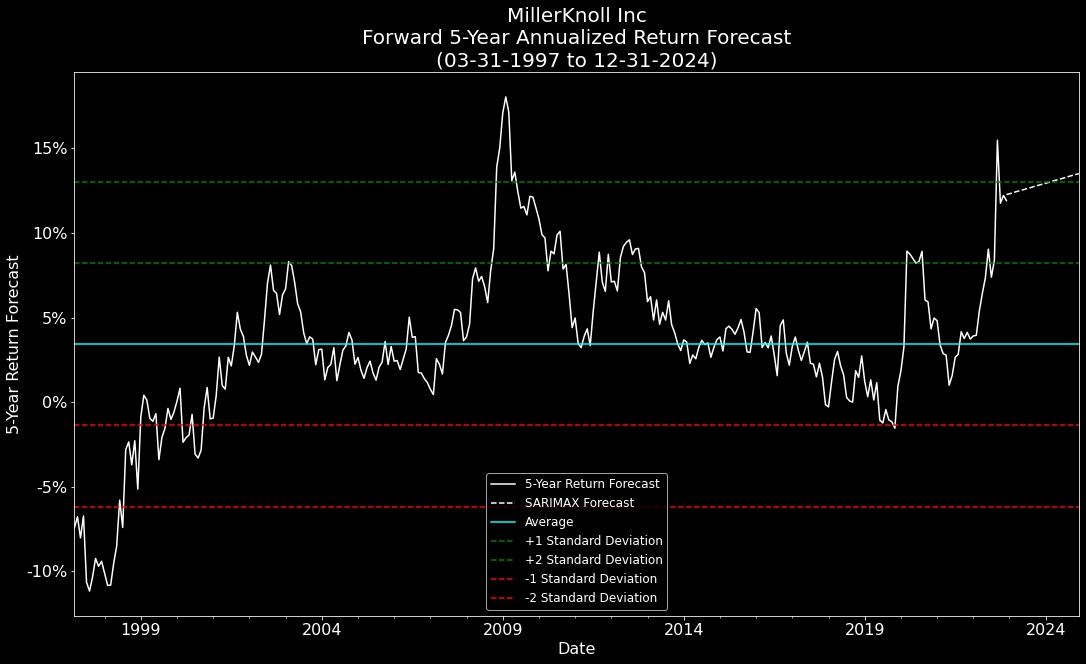 MillerKnoll Inc
Forward 5-Year Annualized Return Forecast
(03-31-1997 to 12-31-2024)
5-Year Return Forecast
15%
10%
5%
0%
-5%
-10%
5-Year Return Forecast
SARIMAX Forecast
Average
+1 Standard Deviation
+2 Standard Deviation
-1 Standard Deviation
-2 Standard Deviation
1999 2004 2009 2014 2019 2024
Date